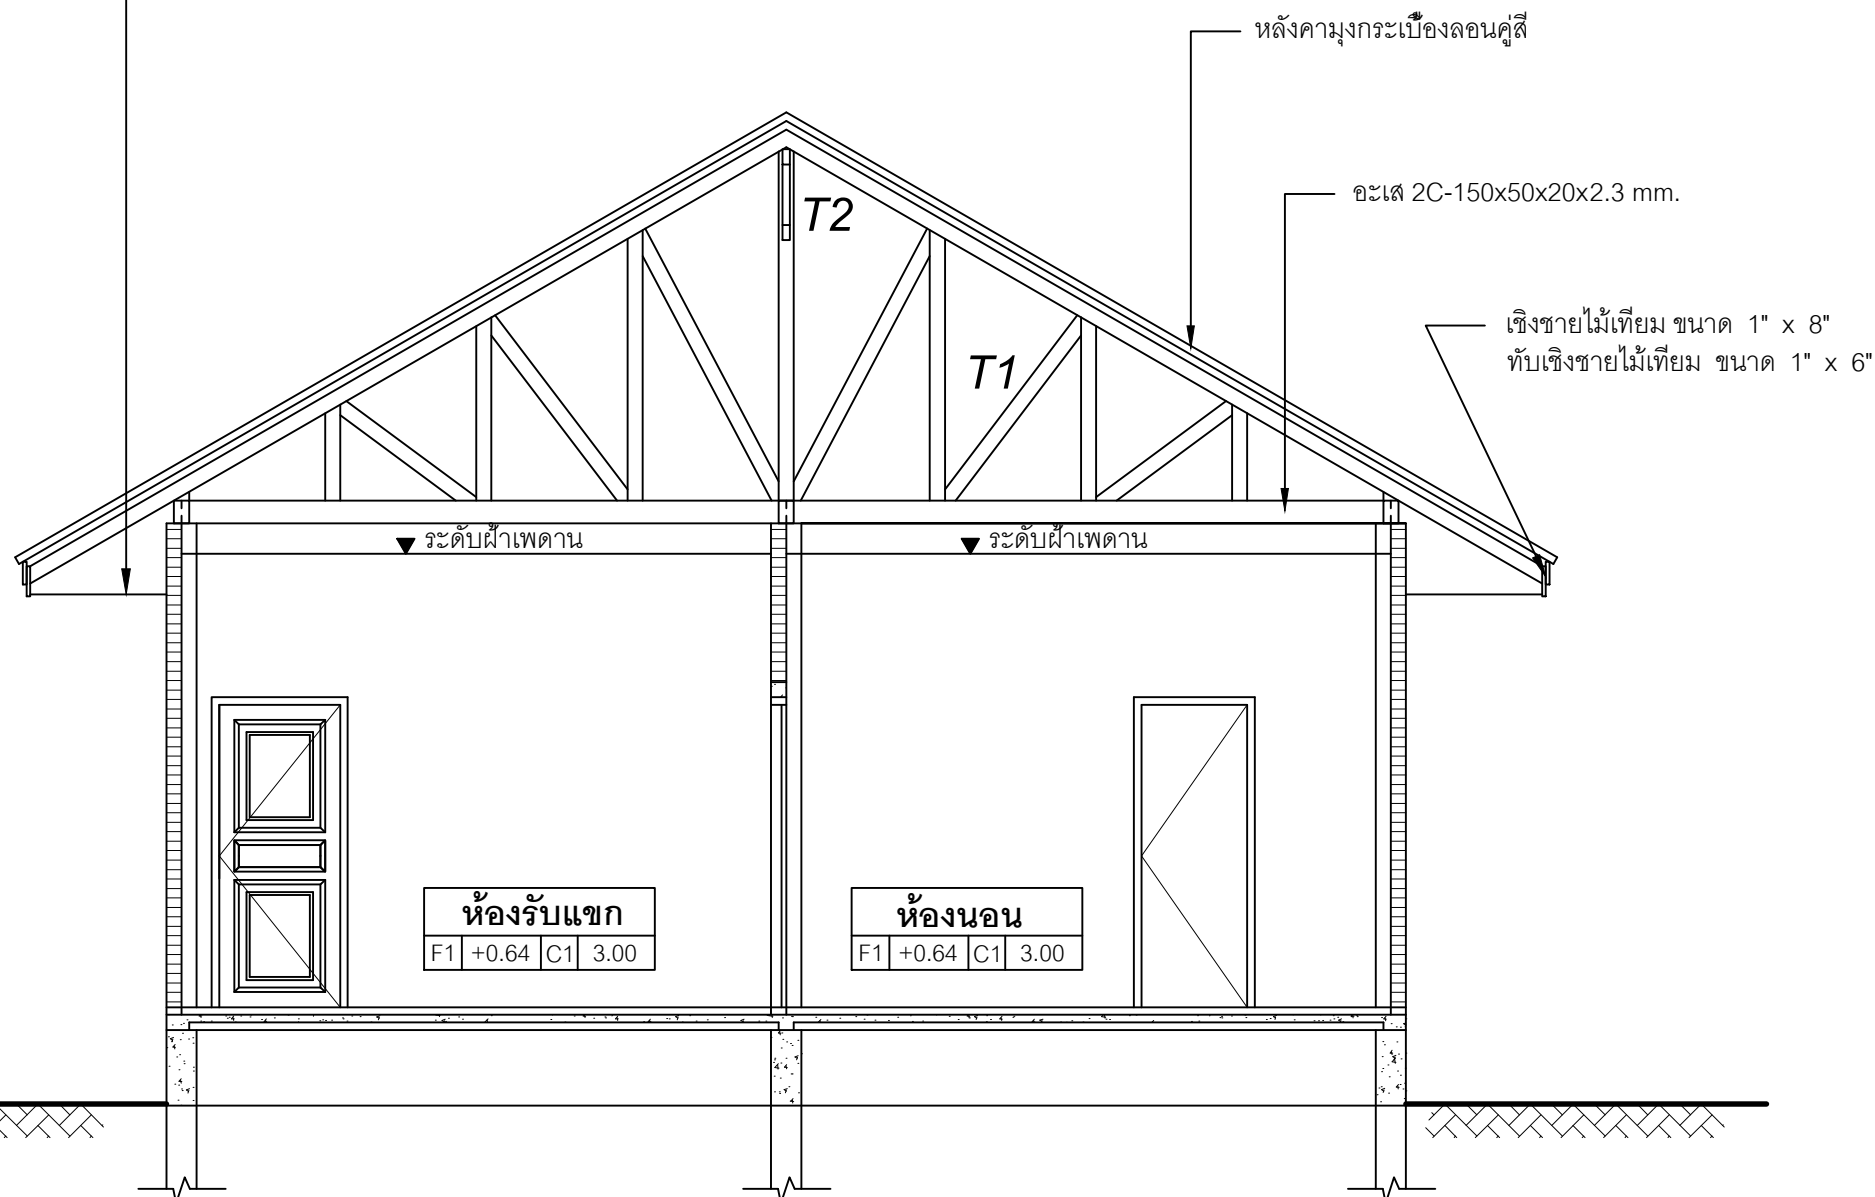 หลังคามุงกระเบื้องลอนคู่สี
อะเส 2C-150x50x20x2.3 mm.
T2
เชิงชายไม้เทียม ขนาด 1" x 8"
ทับเชิงชายไม้เทียม ขนาด 1" x 6"
T1
ระดับฝ้าเพดาน
ระดับฝ้าเพดาน
ห้องรับแขก
F1 +0.64 C1 3.00
ห้องนอน
F1 +0.64 C1 3.00